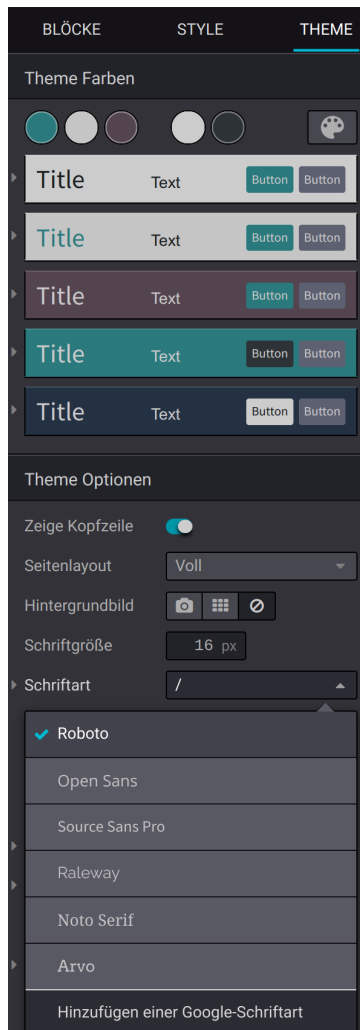 BLÖCKE STYLE THEME
Theme Farben
Title Text Button Button
Title Text Button Button
Title Text Button Button
Title Text Button Button
Title Text Button Button
Theme Optionen
Zeige Kopfzeile
Seitenlayout Voll
Hintergrundbild
Schriftgröße 16 px
Schriftart /
Roboto
Open Sans
Source Sans Pro
Raleway
Noto Serif
Arvo
Hinzufügen einer Google-Schriftart